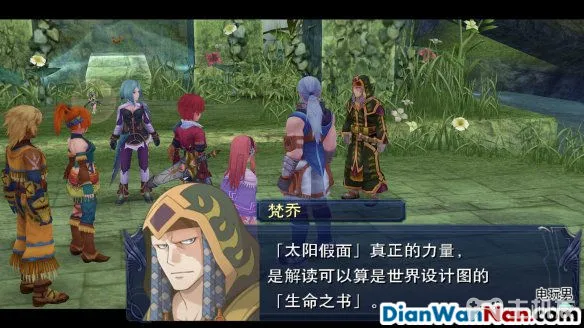 梵乔
「太阳假面」真正的力量，
是解读可以算是世界设计图的
「生命之书」。
电玩男
DianWanNan.com